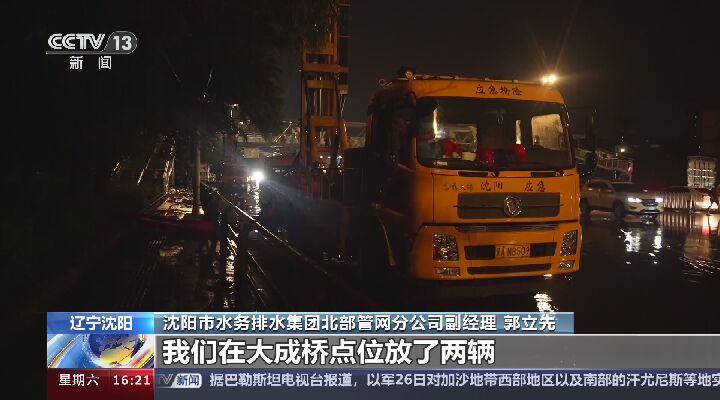 CCTV 13
新闻
应急抢险
沈阳 应急
辽宁沈阳
沈阳市水务排水集团北部管网分公司副经理 郭立先
我们在大成桥点位放了两辆
星期六 16:21
新闻 据巴勒斯坦电视台报道，以军26日对加沙地带西部地区以及南部的汗尤尼斯等地实